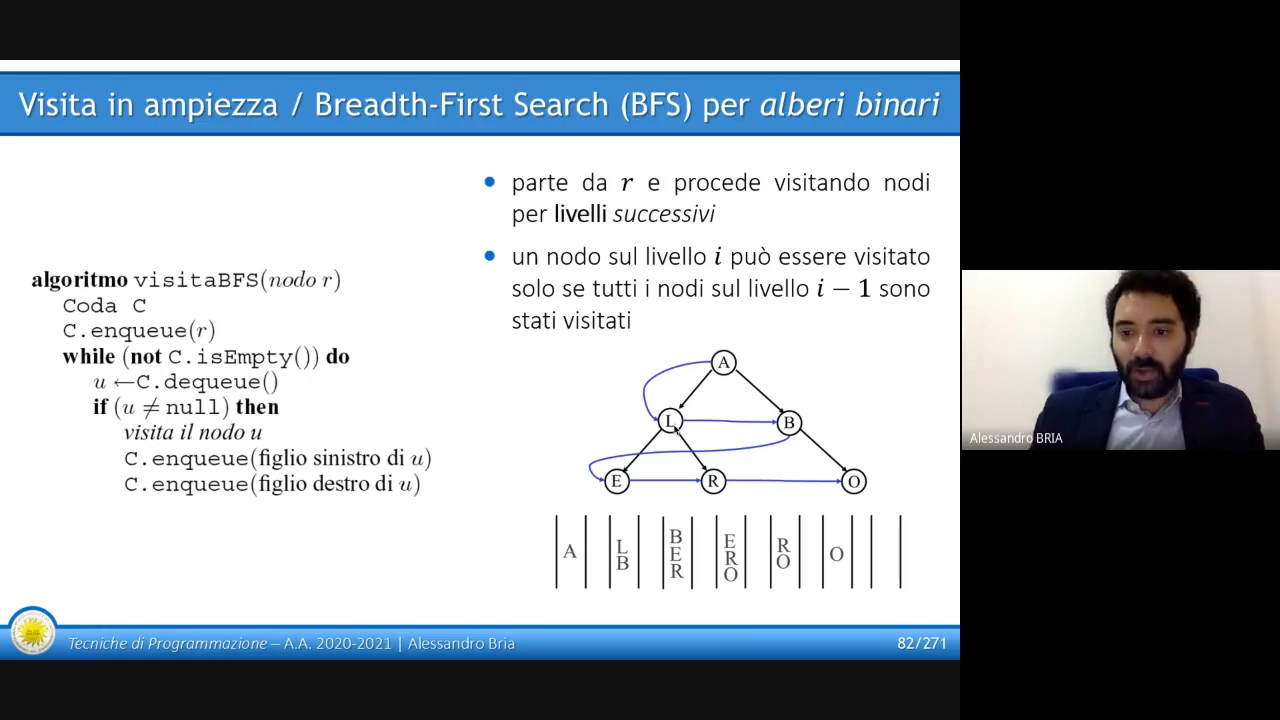 Visita in ampiezza / Breadth-First Search (BFS) per alberi binari
algoritmo visitaBFS(nodo r)
Coda C
C.enqueue(r)
while (not C.isEmpty()) do
u ←C.dequeue()
if (u ≠ null) then
visita il nodo u
C.enqueue(figlio sinistro di u)
C.enqueue(figlio destro di u)
parte da r e procede visitando nodi
per livelli successivi
un nodo sul livello i può essere visitato
solo se tutti i nodi sul livello i − 1 sono
stati visitati
A
L B
E R O
A
L
B
B
E
R
E
R
O
R
O
O
Alessandro BRIA
Tecniche di Programmazione – A.A. 2020-2021 | Alessandro Bria
82/271